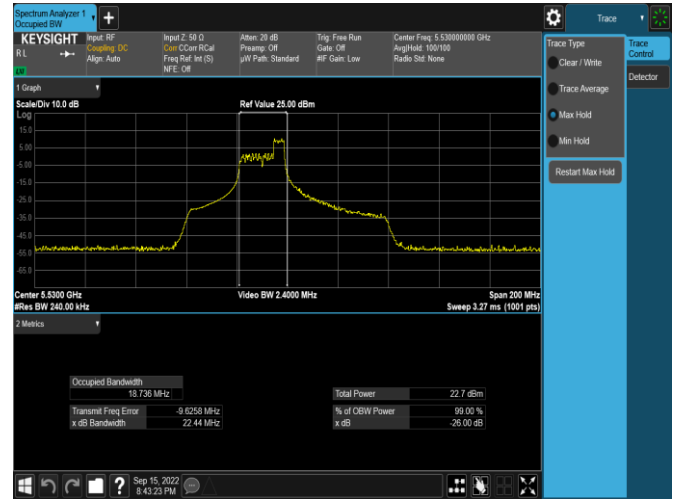 Spectrum Analyzer 1
Occupied BW
Trace
KEYSIGHT
Input: RF
Input Z: 50 Ω
Atten: 20 dB
Trig: Free Run
Center Freq: 5.530000000 GHz
R L
Coupling: DC
Corr CCorr RCal
Preamp: Off
Gate: Off
Avg|Hold: 100/100
Align: Auto
Freq Ref: Int (S)
µW Path: Standard
#IF Gain: Low
Radio Std: None
NFE: Off
Trace Type
Clear / Write
Trace Average
Max Hold
Min Hold
Restart Max Hold
Trace
Control
Detector
1 Graph
Scale/Div 10.0 dB
Ref Value 25.00 dBm
Log
15.0
5.00
-5.00
-15.0
-25.0
-35.0
-45.0
-55.0
-65.0
Center 5.5300 GHz
Video BW 2.4000 MHz
Span 200 MHz
#Res BW 240.00 kHz
Sweep 3.27 ms (1001 pts)
2 Metrics
Occupied Bandwidth
18.736 MHz
Total Power 22.7 dBm
Transmit Freq Error -9.6258 MHz
% of OBW Power 99.00 %
x dB Bandwidth 22.44 MHz
x dB -26.00 dB
Sep 15, 2022
8:43:23 PM